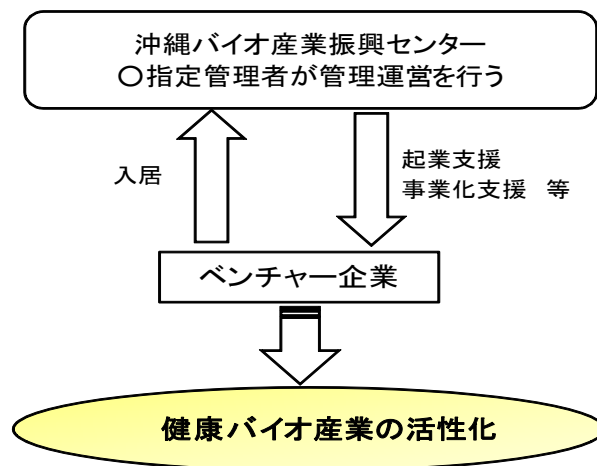 沖縄バイオ産業振興センター
〇指定管理者が管理運営を行う
入居
起業支援
事業化支援　等
ベンチャー企業
健康バイオ産業の活性化